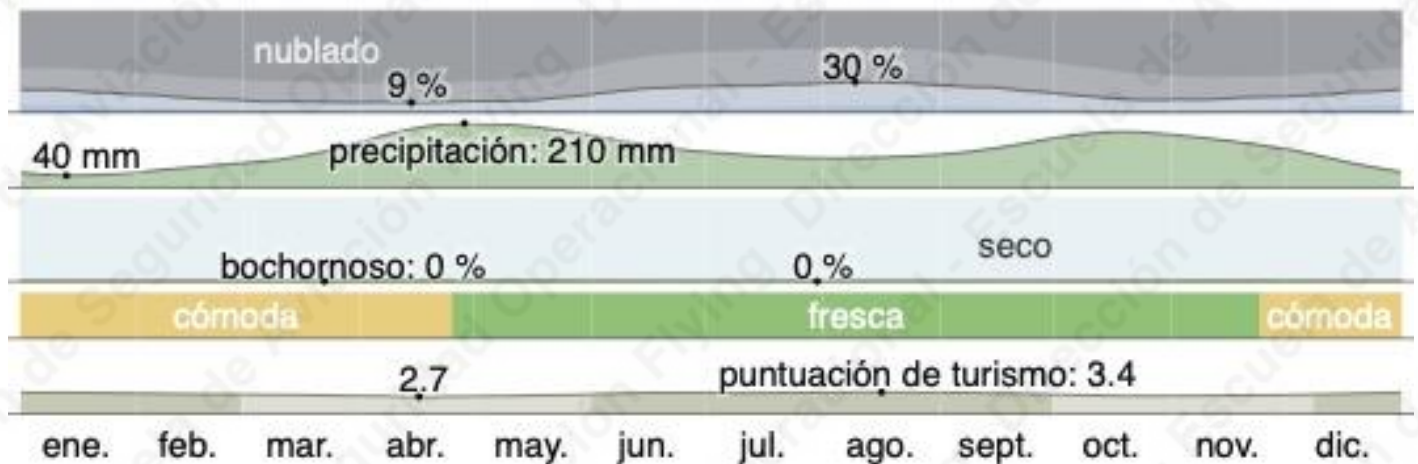 nublado
9 %
30 %
40 mm
precipitación: 210 mm
seco
bochornoso: 0 %
0 %
cómoda
fresca
cómoda
2.7
puntuación de turismo: 3.4
ene. feb. mar. abr. may. jun. jul. ago. sept. oct. nov. dic.